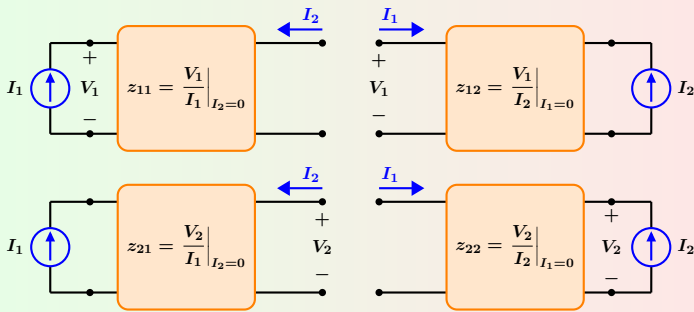 I₂ I₁
I₁ + V₁ − z₁₁ = V₁/I₁ |I₂=0
+ V₁ − z₁₂ = V₁/I₂ |I₁=0 I₂
I₂ I₁
I₁ z₂₁ = V₂/I₁ |I₂=0 + V₂ −
z₂₂ = V₂/I₂ |I₁=0 + V₂ − I₂